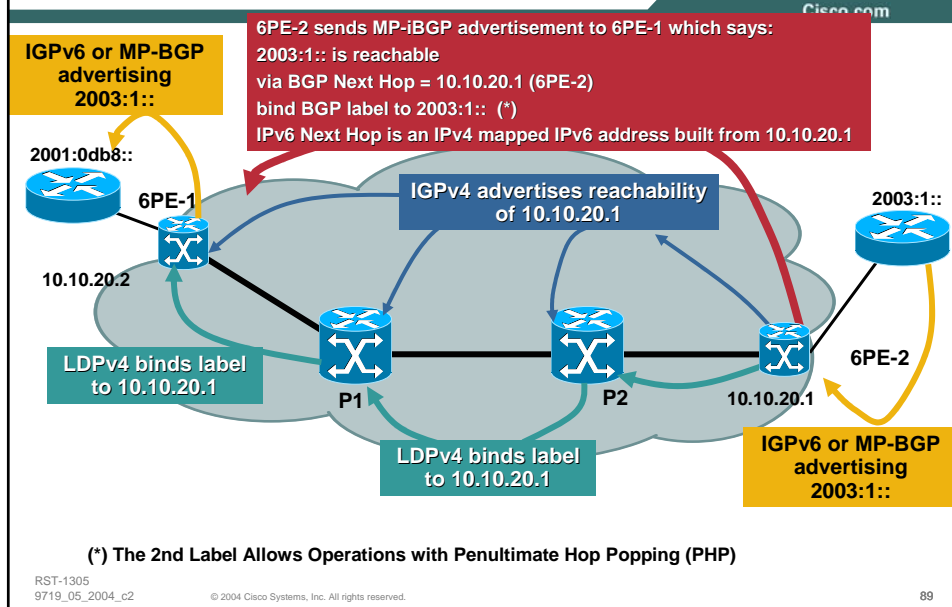 Cisco.com
6PE-2 sends MP-iBGP advertisement to 6PE-1 which says:
2003:1:: is reachable
via BGP Next Hop = 10.10.20.1 (6PE-2)
bind BGP label to 2003:1:: (*)
IPv6 Next Hop is an IPv4 mapped IPv6 address built from 10.10.20.1
IGPv6 or MP-BGP
advertising
2003:1::
2001:0db8::
6PE-1
IGPv4 advertises reachability
of 10.10.20.1
2003:1::
10.10.20.2
LDPv4 binds label
to 10.10.20.1
P1
P2
6PE-2
10.10.20.1
LDPv4 binds label
to 10.10.20.1
IGPv6 or MP-BGP
advertising
2003:1::
(*) The 2nd Label Allows Operations with Penultimate Hop Popping (PHP)
RST-1305
9719_05_2004_c2
© 2004 Cisco Systems, Inc. All rights reserved.
89